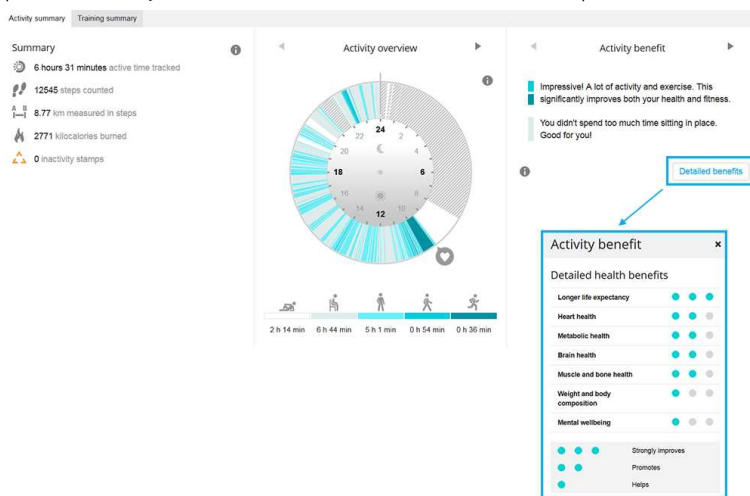 Activity summary Training summary
Summary
6 hours 31 minutes active time tracked
12545 steps counted
A B
8.77 km measured in steps
2771 kilocalories burned
0 inactivity stamps
Activity overview
24
2
4
6
8
10
12
14
16
18
20
22
2 h 14 min 6 h 44 min 5 h 1 min 0 h 54 min 0 h 36 min
Activity benefit
Impressive! A lot of activity and exercise. This
significantly improves both your health and fitness.
You didn't spend too much time sitting in place.
Good for you!
Detailed benefits
Activity benefit ×
Detailed health benefits
Longer life expectancy
Heart health
Metabolic health
Brain health
Muscle and bone health
Weight and body
composition
Mental wellbeing
Strongly improves
Promotes
Helps